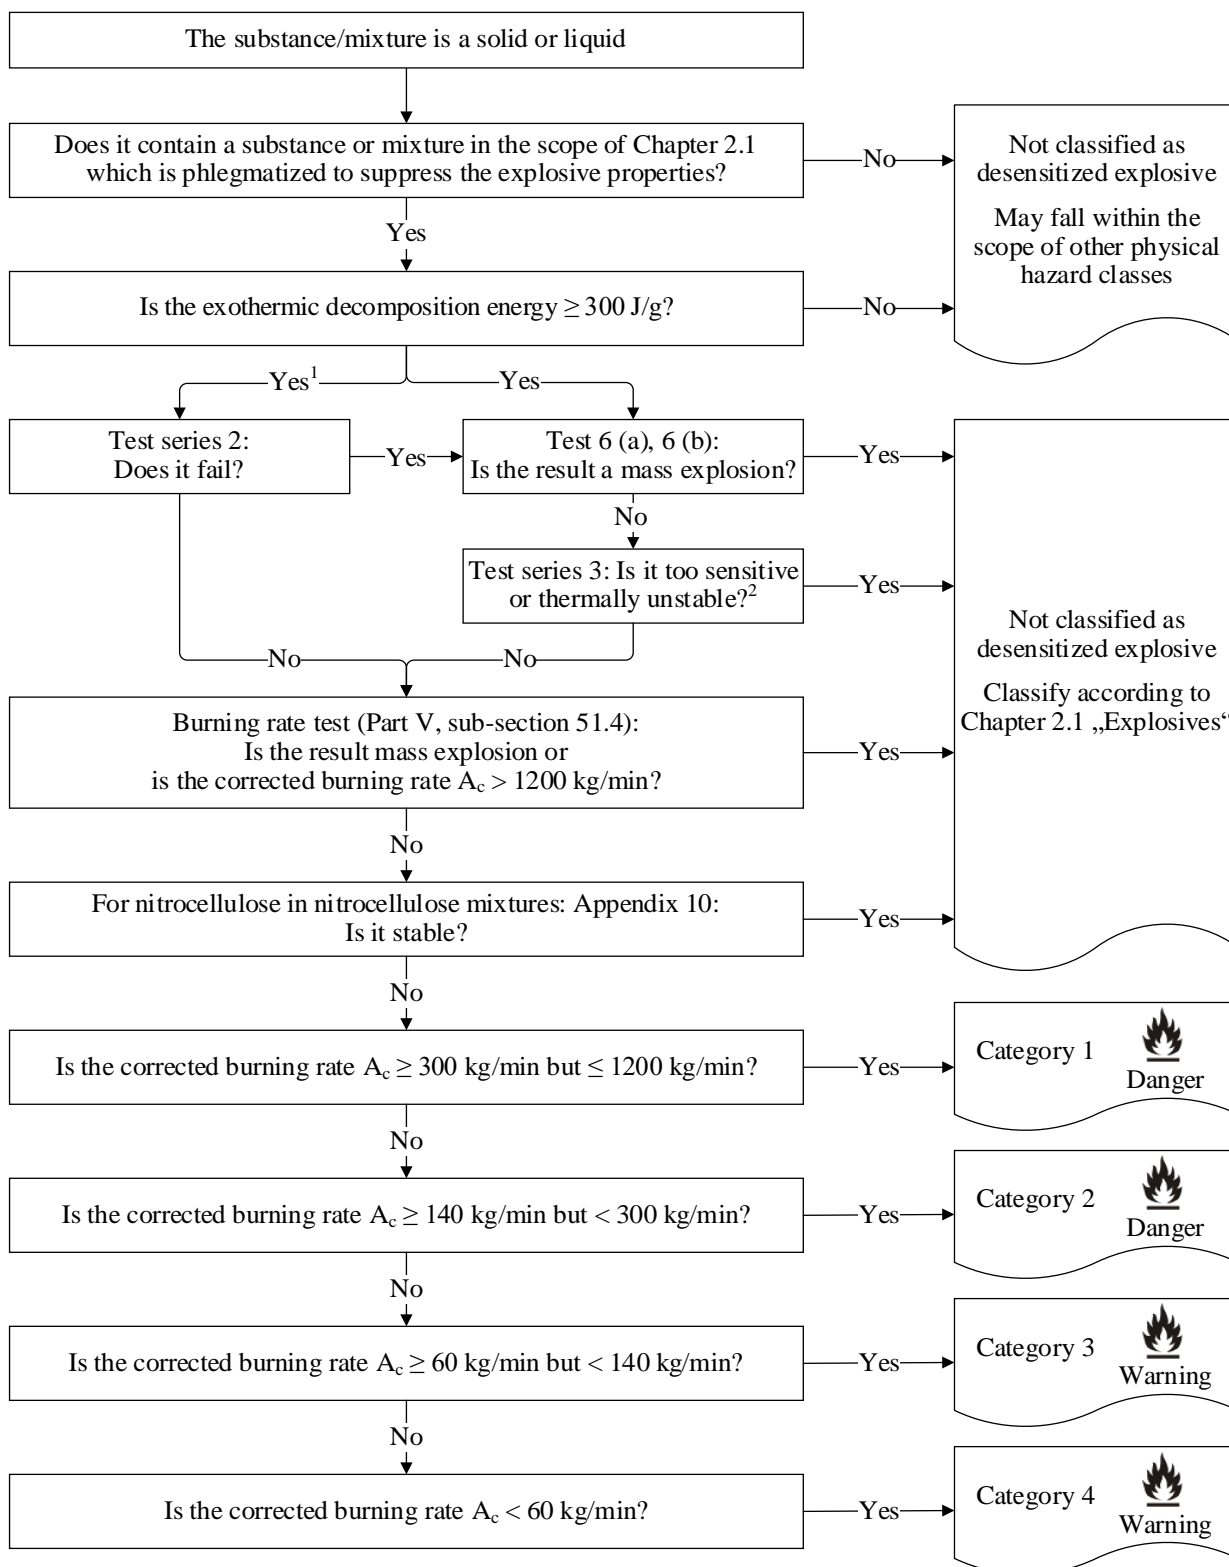 The substance/mixture is a solid or liquid
Does it contain a substance or mixture in the scope of Chapter 2.1
which is phlegmatized to suppress the explosive properties?
No
Not classified as
desensitized explosive
May fall within the
scope of other physical
hazard classes
Yes
Is the exothermic decomposition energy ≥ 300 J/g?
No
Yes¹
Yes
Test series 2:
Does it fail?
Yes
Test 6 (a), 6 (b):
Is the result a mass explosion?
Yes
No
Test series 3: Is it too sensitive
or thermally unstable?²
Yes
Not classified as
desensitized explosive
Classify according to
Chapter 2.1 „Explosives“
No
No
Burning rate test (Part V, sub-section 51.4):
Is the result mass explosion or
is the corrected burning rate Ac > 1200 kg/min?
Yes
No
For nitrocellulose in nitrocellulose mixtures: Appendix 10:
Is it stable?
Yes
No
Is the corrected burning rate Ac ≥ 300 kg/min but ≤ 1200 kg/min?
Yes
Category 1
Danger
No
Is the corrected burning rate Ac ≥ 140 kg/min but < 300 kg/min?
Yes
Category 2
Danger
No
Is the corrected burning rate Ac ≥ 60 kg/min but < 140 kg/min?
Yes
Category 3
Warning
No
Is the corrected burning rate Ac < 60 kg/min?
Yes
Category 4
Warning